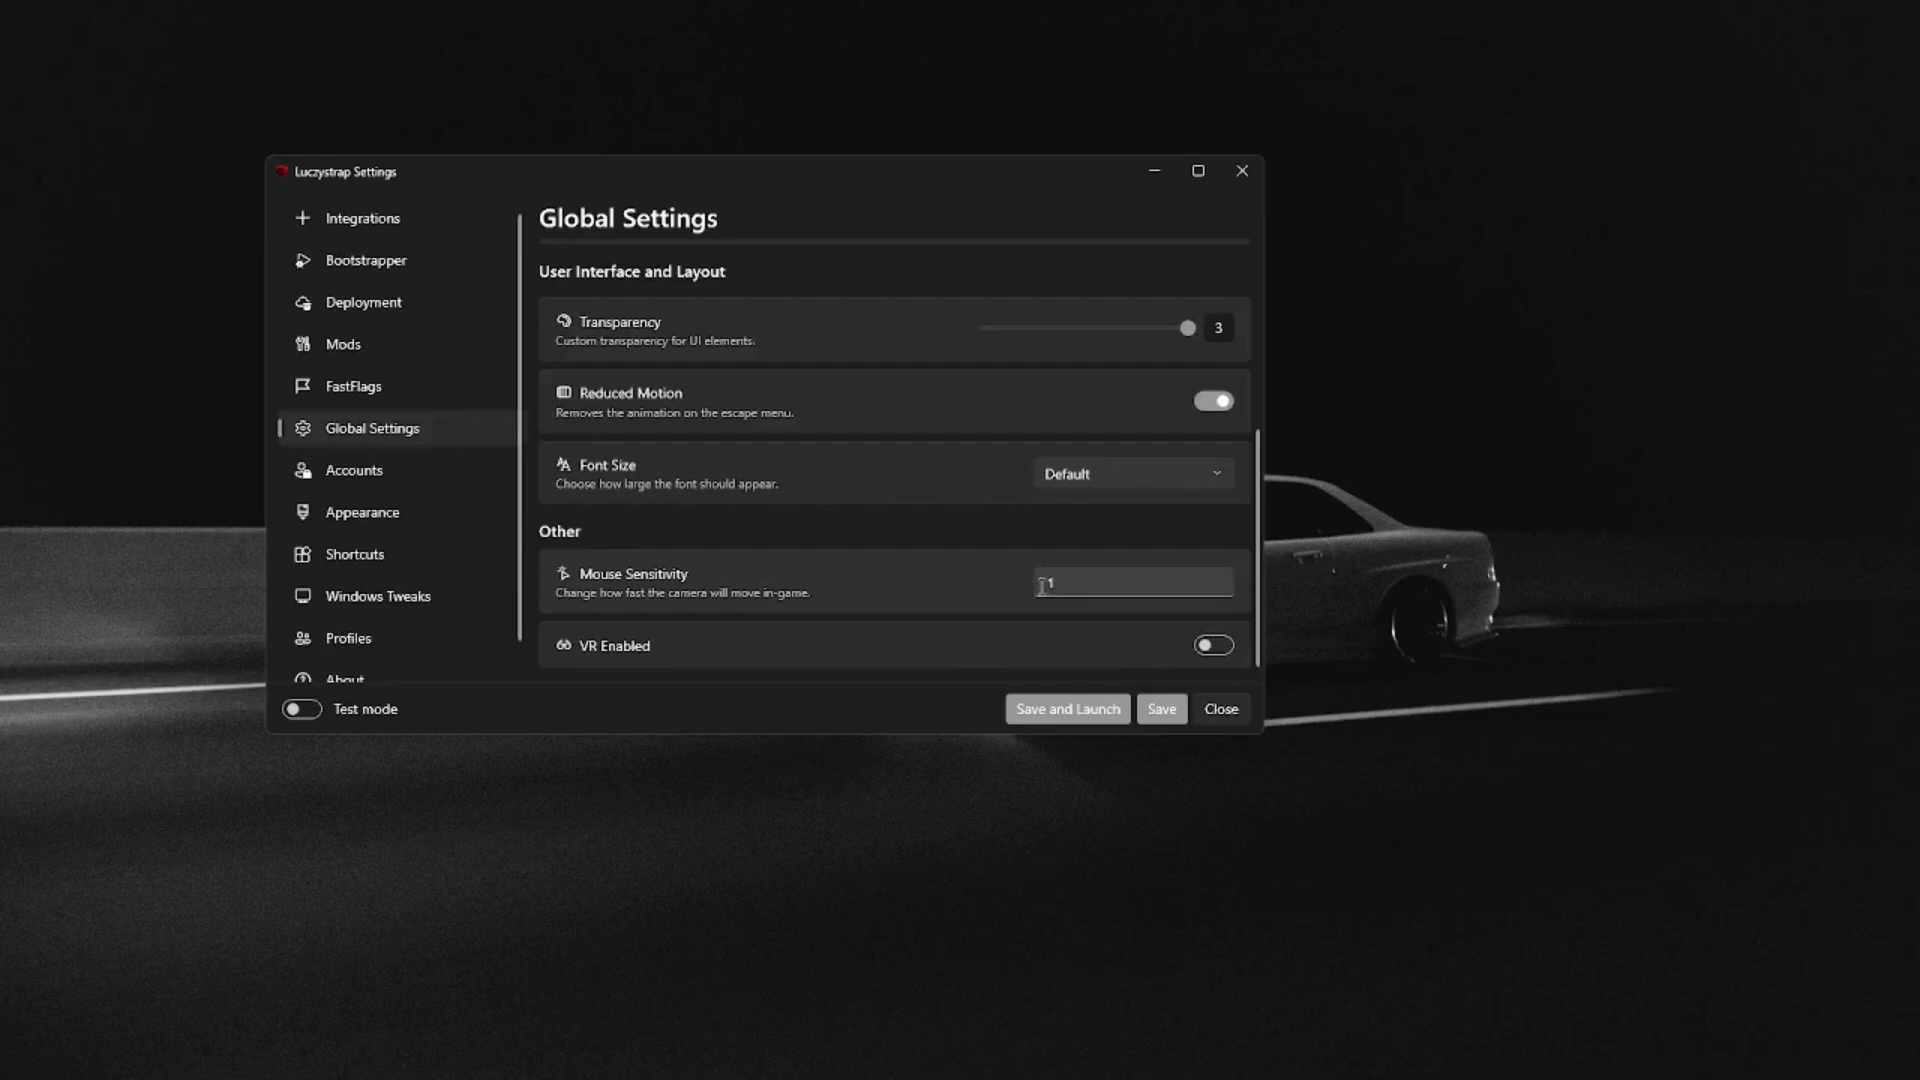 Luczystrap Settings
Integrations
Bootstrapper
Deployment
Mods
FastFlags
Global Settings
Accounts
Appearance
Shortcuts
Windows Tweaks
Profiles
About
Test mode
Global Settings
User Interface and Layout
Transparency
Custom transparency for UI elements.
3
Reduced Motion
Removes the animation on the escape menu.
Font Size
Choose how large the font should appear.
Default
Other
Mouse Sensitivity
Change how fast the camera will move in-game.
1
VR Enabled
Save and Launch
Save
Close